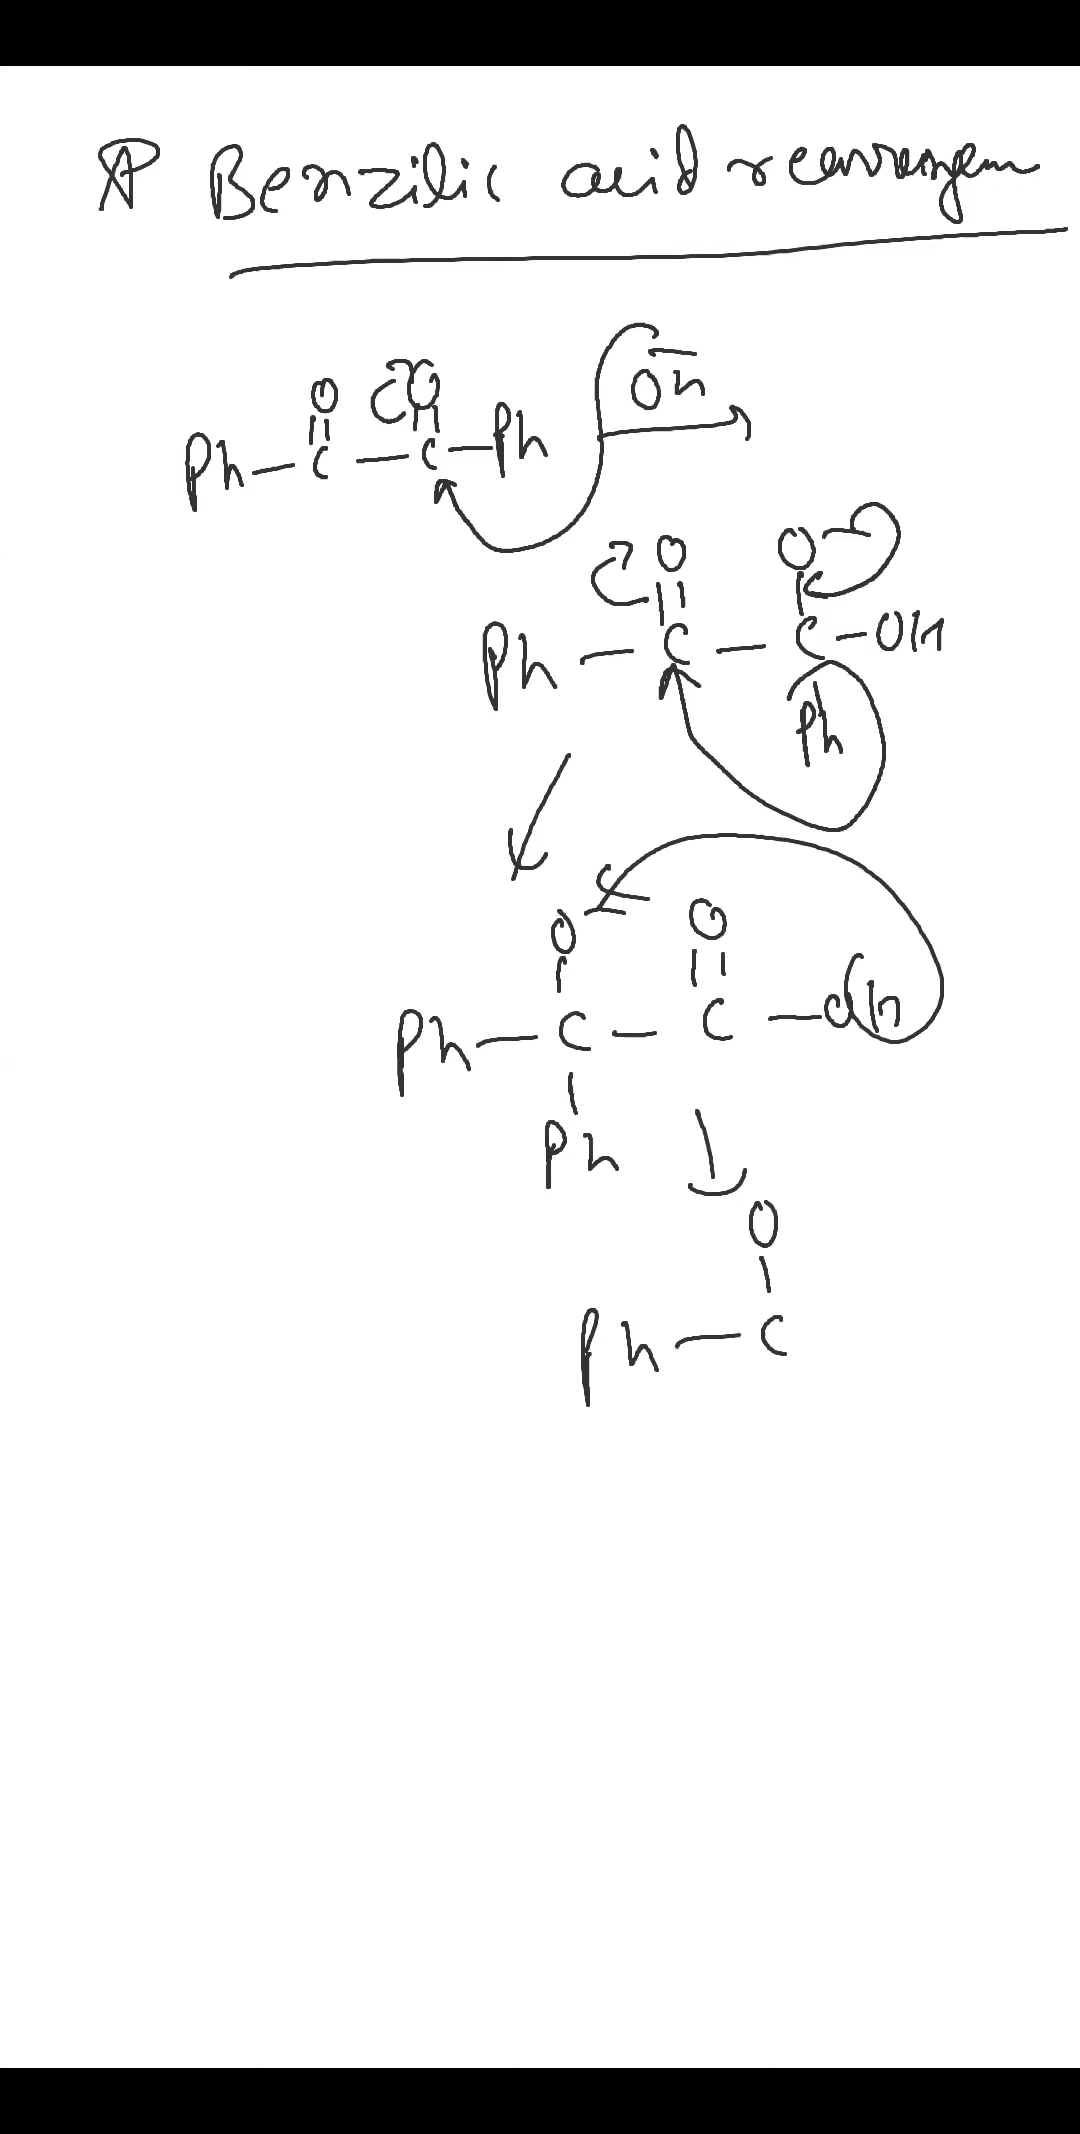 Benzilic acid rearrangem
O O OH
Ph-C-C-Ph
O O-
Ph-C-C-OH
Ph
O- O
Ph-C-C-OH
Ph
O
Ph-C